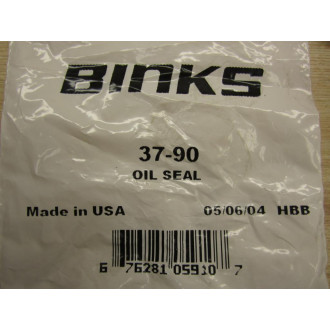 BINKS
37-90
OIL SEAL
Made in USA 05/06/04 HBB
6 76281 05910 7